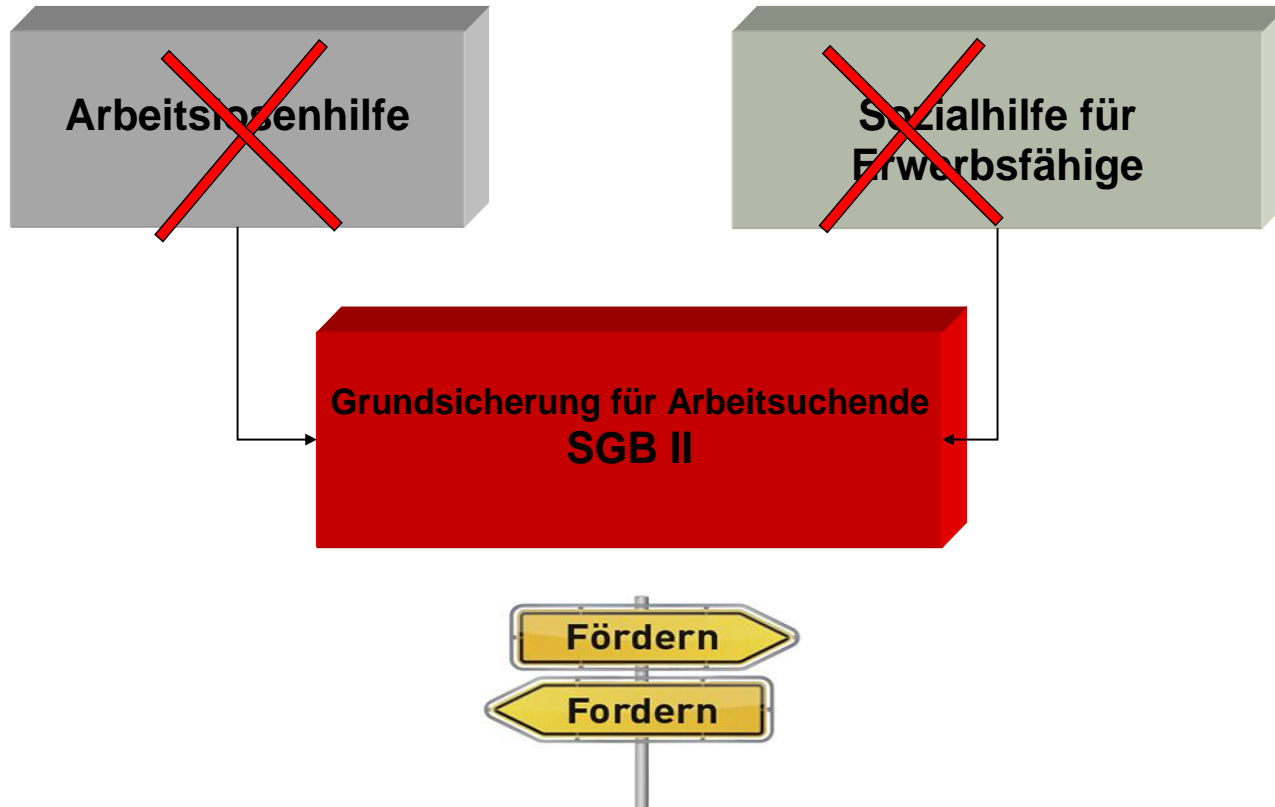 Arbeitslosenhilfe
Sozialhilfe für
Erwerbsfähige
Grundsicherung für Arbeitsuchende
SGB II
Fördern
Fordern